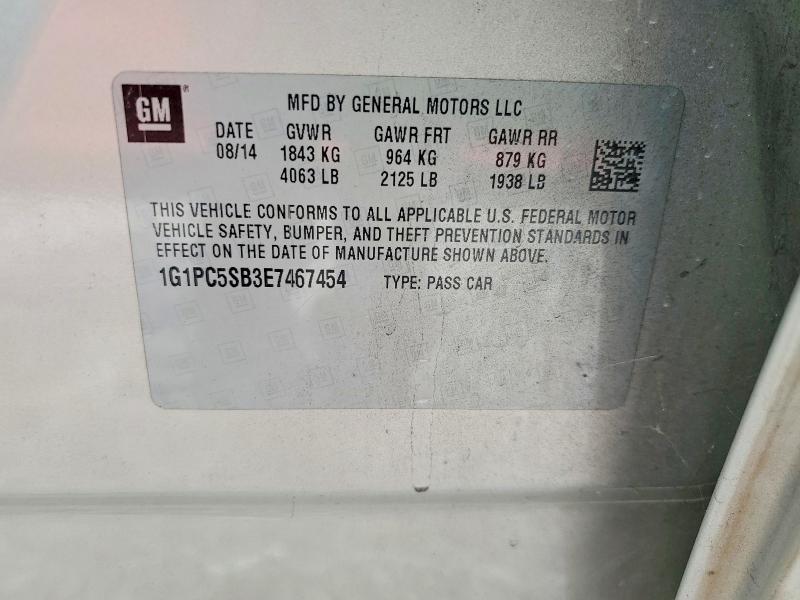 GM ®
MFD BY GENERAL MOTORS LLC
DATE GVWR GAWR FRT GAWR RR
08/14 1843 KG 964 KG 879 KG
4063 LB 2125 LB 1938 LB
THIS VEHICLE CONFORMS TO ALL APPLICABLE U.S. FEDERAL MOTOR
VEHICLE SAFETY, BUMPER, AND THEFT PREVENTION STANDARDS IN
EFFECT ON THE DATE OF MANUFACTURE SHOWN ABOVE.
1G1PC5SB3E7467454 TYPE: PASS CAR